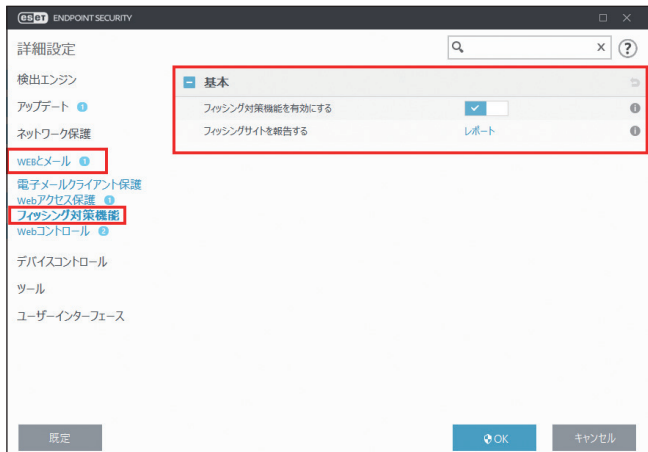 eset ENDPOINT SECURITY
詳細設定
検出エンジン
アップデート 1
ネットワーク保護
WEBとメール 1
電子メールクライアント保護
Webアクセス保護 1
フィッシング対策機能
Webコントロール 2
デバイスコントロール
ツール
ユーザーインターフェース
基本
フィッシング対策機能を有効にする
フィッシングサイトを報告する レポート
既定
OK
キャンセル